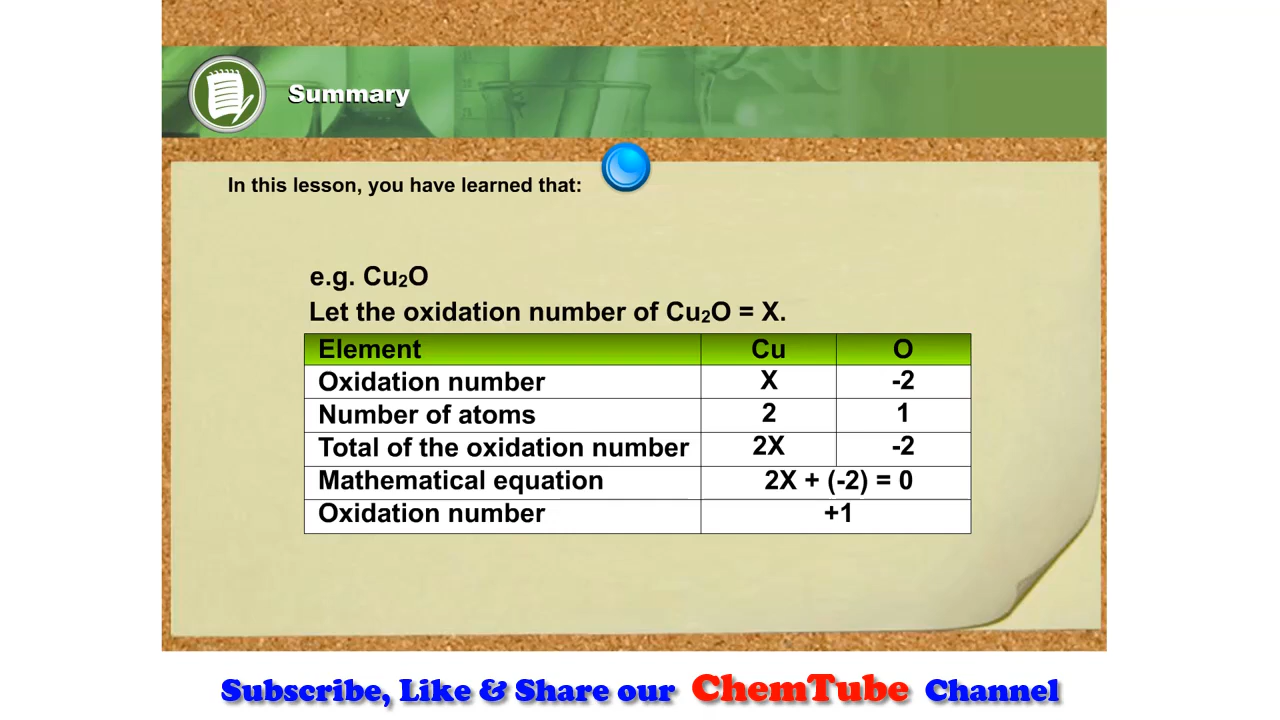 Summary
In this lesson, you have learned that:
e.g. Cu₂O
Let the oxidation number of Cu₂O = X.
Element Cu O
Oxidation number X -2
Number of atoms 2 1
Total of the oxidation number 2X -2
Mathematical equation 2X + (-2) = 0
Oxidation number +1
Subscribe, Like & Share our ChemTube Channel